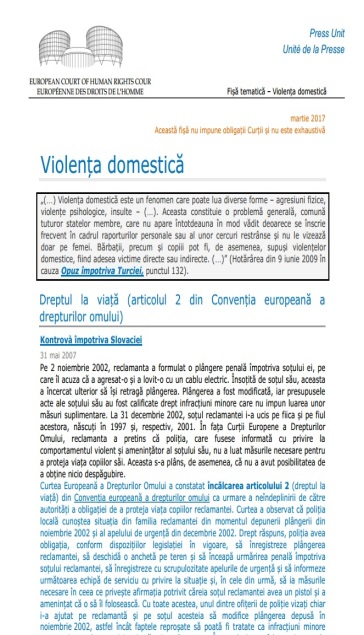 Press Unit
Unité de la Presse
EUROPEAN COURT OF HUMAN RIGHTS COUR
EUROPÉENNE DES DROITS DE L'HOMME
Fișă tematică – Violența domestică
martie 2017
Această fișă nu impune obligații Curții și nu este exhaustivă
Violența domestică
„(…) Violența domestică este un fenomen care poate lua diverse forme – agresiuni fizice,
violențe psihologice, insulte – (…). Aceasta constituie o problemă generală, comună
tuturor statelor membre, care nu apare întotdeauna în mod vădit deoarece se înscrie
frecvent în cadrul raporturilor personale sau al unor cercuri restrânse și nu le vizează
doar pe femei. Bărbații, precum și copiii pot fi, de asemenea, supuși violențelor
domestice, fiind adesea victime direct sau indirecte. (…)" (Hotărârea din 9 iunie 2009 în
cauza Opuz împotriva Turciei, punctul 132).
Dreptul la viață (articolul 2 din Convenția europeană a
drepturilor omului)
Kontrovà împotriva Slovaciei
31 mai 2007
Pe 2 noiembrie 2002, reclamanta a formulat o plângere penală împotriva soțului ei, pe
care îl acuza că a agresat-o și a lovit-o cu un cablu electric. Însoțită de soțul său, aceasta
a încercat ulterior să își retragă plângerea. Plângerea a fost modificată, iar presupusele
acte ale soțului său au fost calificate drept infracțiuni minore care nu impun luarea unor
măsuri suplimentare. La 31 decembrie 2002, soțul reclamantei i-a ucis pe fiica și pe fiul
acestora, născuți în 1997 și, respectiv, 2001. În fața Curții Europene a Drepturilor
Omului, reclamanta a pretins că poliția, care fusese informată cu privire la
comportamentul violent și amenințător al soțului său, nu a luat măsurile necesare pentru
a proteja viața copiilor săi. Aceasta s-a plâns, de asemenea, că nu a avut posibilitatea de
a obține nicio despăgubire.
Curtea Europeană a Drepturilor Omului a constatat încălcarea articolului 2 (dreptul la
viață) din Convenția europeană a drepturilor omului ca urmare a neîndeplinirii de către
autorități a obligației de a proteja viața copiilor reclamantei. Curtea a observat că poliția
locală cunoștea situația din familia reclamantei din momentul depunerii plângerii din
noiembrie 2002 și al apelului de urgență din decembrie 2002. Drept răspuns, poliția avea
obligația, conform dispozițiilor legislației în vigoare, să înregistreze plângerea
reclamantei, să deschidă o anchetă pe teren și să înceapă urmărirea penală împotriva
soțului reclamantei, să înregistreze cu scrupulozitate apelurile de urgență și să informeze
următoarea echipă de serviciu cu privire la situație și, în cele din urmă, să ia măsurile
necesare în ceea ce privește afirmația potrivit căreia soțul reclamantei avea un pistol și a
amenințat că o să îl folosească. Cu toate acestea, unul dintre ofițerii de poliție vizați chiar
i-a ajutat pe reclamantă și pe soțul acesteia să modifice plângerea depusă în
noiembrie 2002, astfel încât faptele reproșate să poată fi tratate ca infracțiuni minore